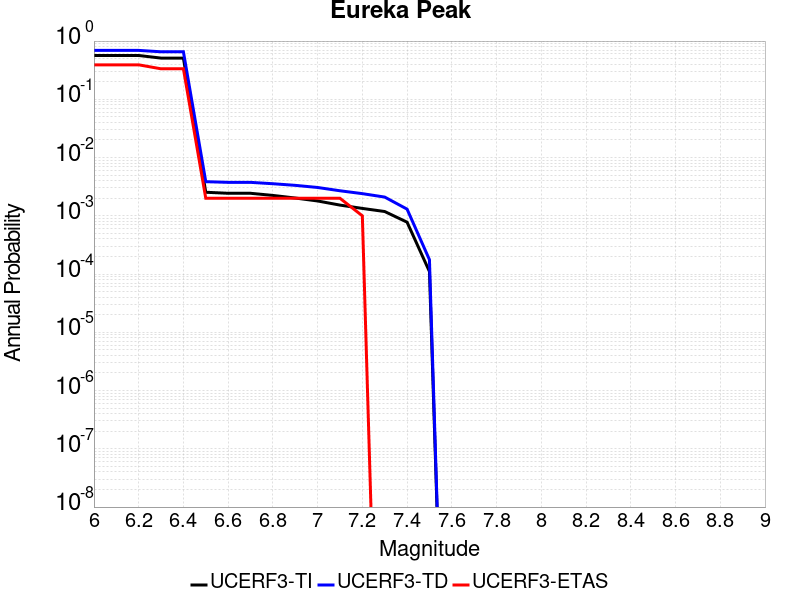 Eureka Peak
10^0
10^-1
10^-2
10^-3
10^-4
10^-5
10^-6
10^-7
10^-8
Annual Probability
6 6.2 6.4 6.6 6.8 7 7.2 7.4 7.6 7.8 8 8.2 8.4 8.6 8.8 9
Magnitude
UCERF3-TI UCERF3-TD UCERF3-ETAS